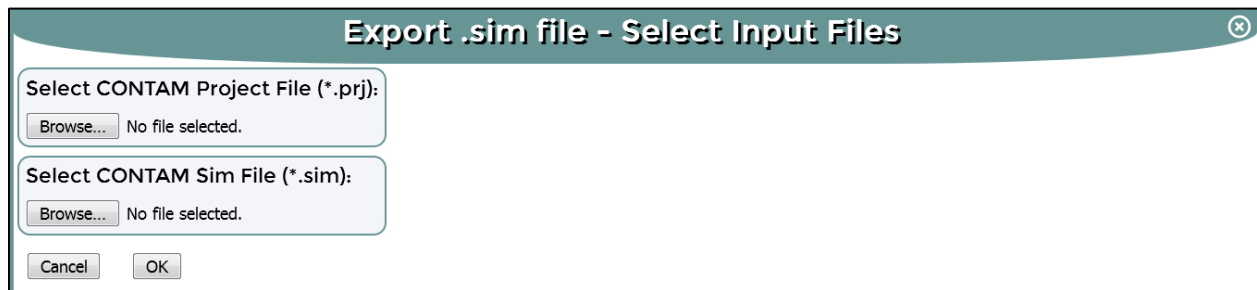 Export .sim file - Select Input Files
Select CONTAM Project File (*.prj):
Browse... No file selected.
Select CONTAM Sim File (*.sim):
Browse... No file selected.
Cancel OK